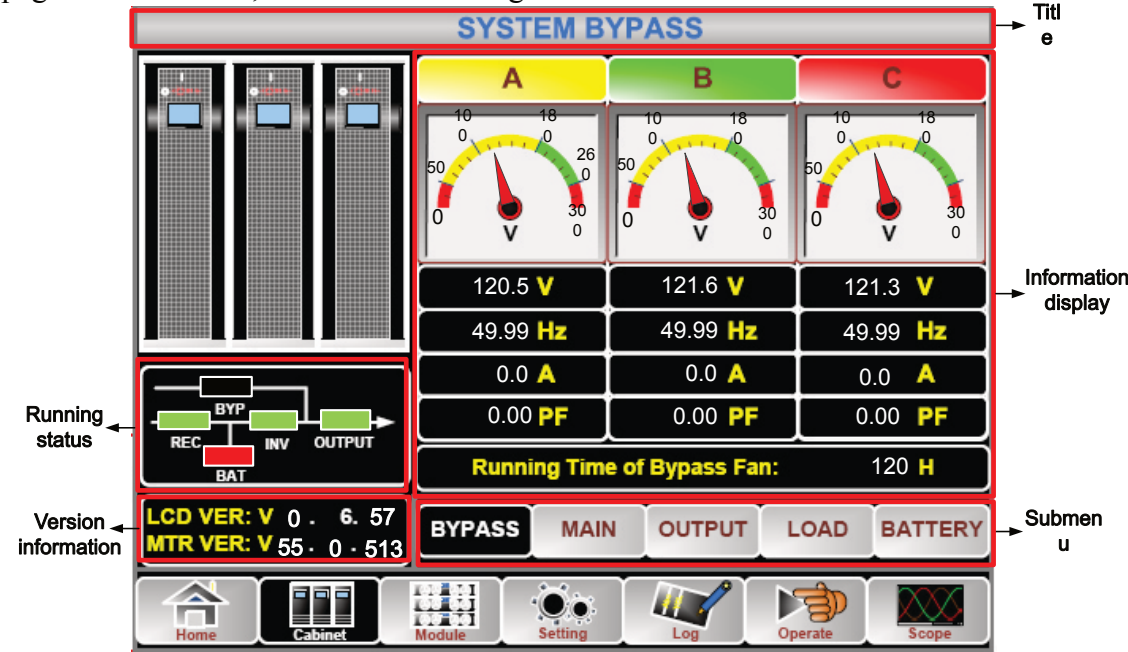 SYSTEM BYPASS
Titl
e
A B C
10
0
18
0
50
26
0
0
30
0
V
10
0
18
0
50
0
30
0
V
10
0
18
0
50
0
30
0
V
120.5 V 121.6 V 121.3 V
49.99 Hz 49.99 Hz 49.99 Hz
0.0 A 0.0 A 0.0 A
0.00 PF 0.00 PF 0.00 PF
Running Time of Bypass Fan: 120 H
Information
display
BYP
REC INV OUTPUT
BAT
Running
status
LCD VER: V 0 . 6. 57
MTR VER: V 55 . 0 . 513
Version
information
BYPASS MAIN OUTPUT LOAD BATTERY
Submen
u
Home Cabinet Module Setting Log Operate Scope